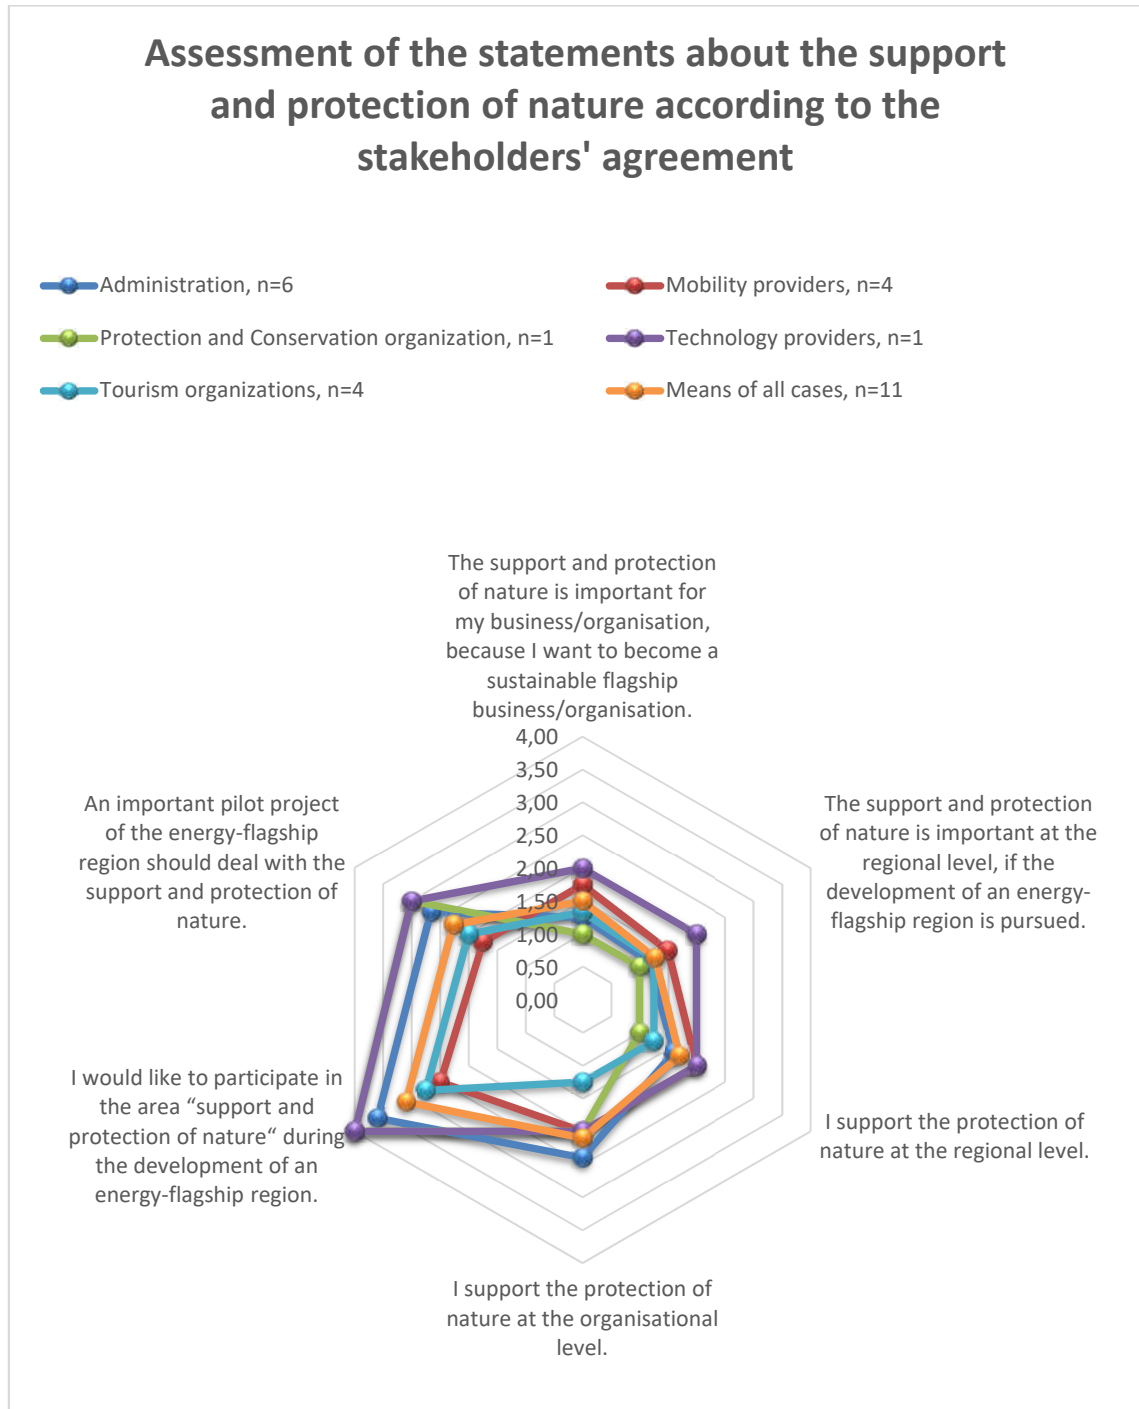 Assessment of the statements about the support
and protection of nature according to the
stakeholders' agreement
Administration, n=6
Mobility providers, n=4
Protection and Conservation organization, n=1
Technology providers, n=1
Tourism organizations, n=4
Means of all cases, n=11
The support and protection
of nature is important for
my business/organisation,
because I want to become a
sustainable flagship
business/organisation.
4,00
3,50
3,00
2,50
2,00
1,50
1,00
0,50
0,00
The support and protection
of nature is important at the
regional level, if the
development of an energy-
flagship region is pursued.
I support the protection of
nature at the regional level.
I support the protection of
nature at the organisational
level.
I would like to participate in
the area “support and
protection of nature“ during
the development of an
energy-flagship region.
An important pilot project
of the energy-flagship
region should deal with the
support and protection of
nature.